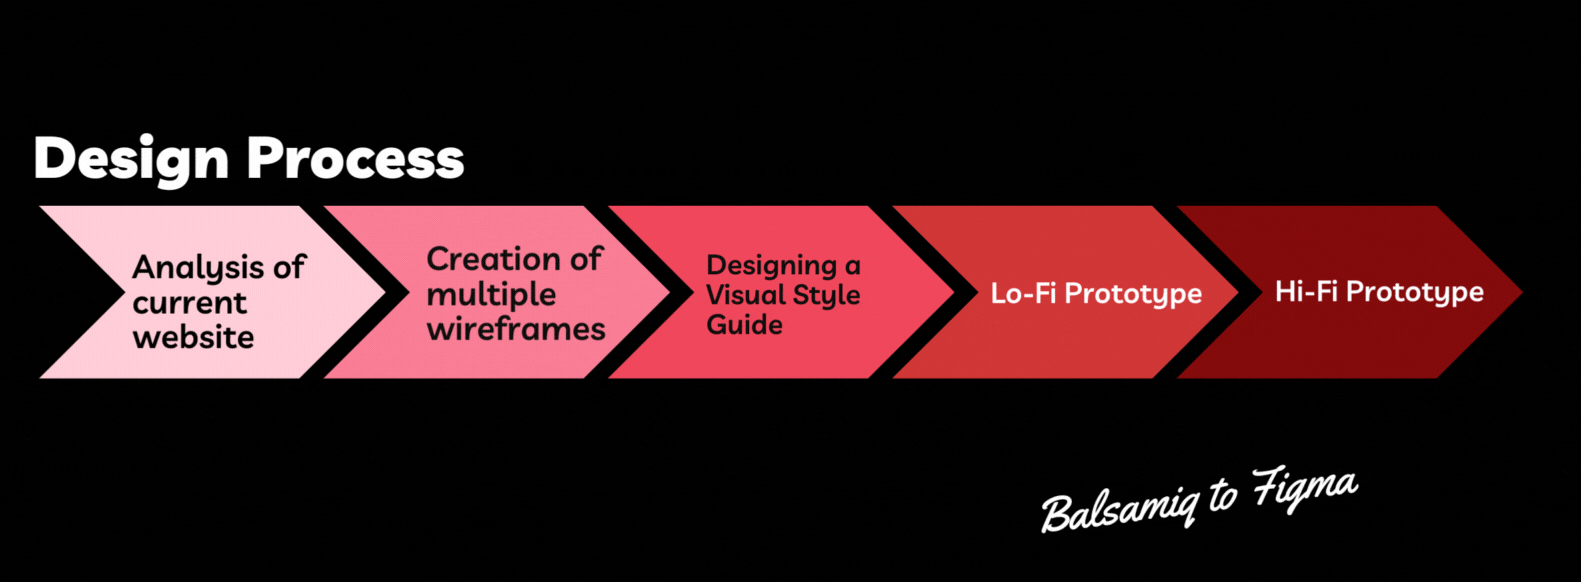 Design Process
Analysis of
current
website
Creation of
multiple
wireframes
Designing a
Visual Style
Guide
Lo-Fi Prototype
Hi-Fi Prototype
Balsamiq to Figma